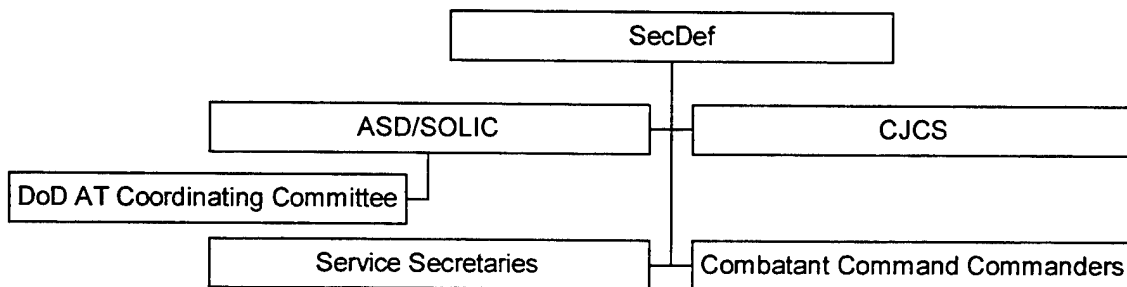 SecDef
ASD/SOLIC
CJCS
DoD AT Coordinating Committee
Service Secretaries
Combatant Command Commanders